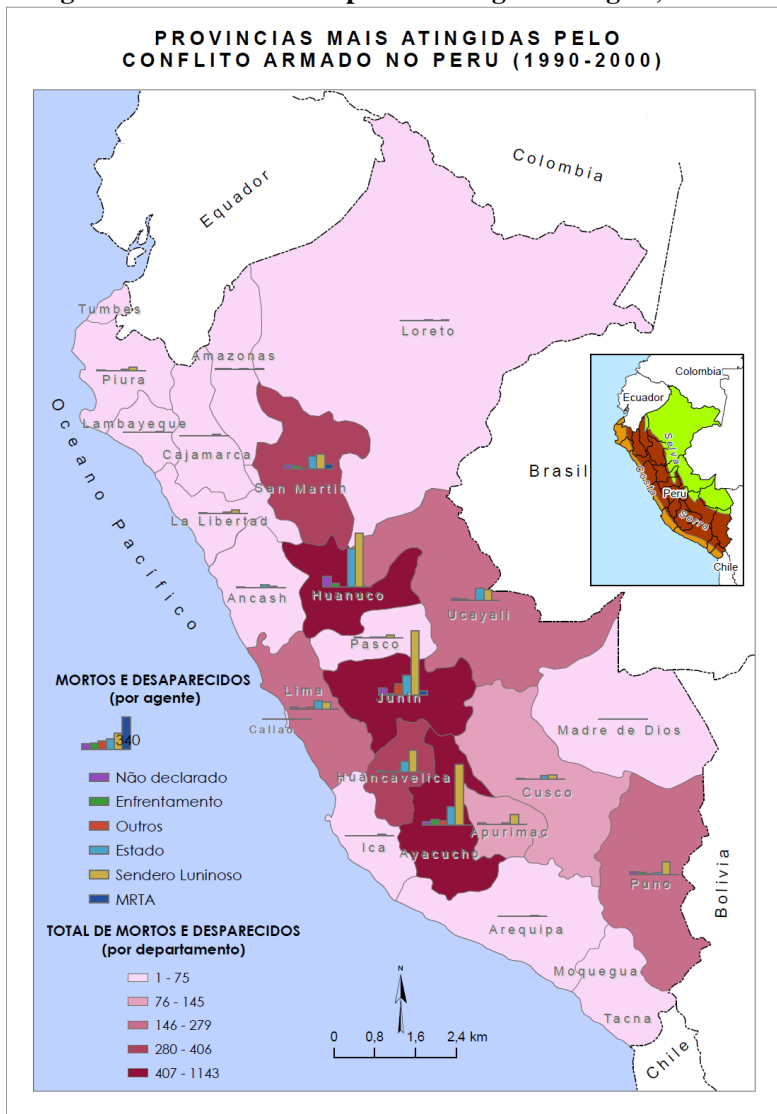 PROVINCIAS MAIS ATINGIDAS PELO
CONFLITO ARMADO NO PERU (1990-2000)
Colombia
Equador
Tumbes
Loreto
Amazonas
Piura
Lambayeque
Cajamarca
San Martin
Oceano Pacífico
La Libertad
Brasil
Ancash
Huanuco
Ucayali
Pasco
Lima
Junin
Callao
Madre de Dios
Huancavelica
Cusco
Ica
Ayacucho
Apurimac
Puno
Bolivia
Arequipa
Moquegua
Tacna
Chile
Colombia
Ecuador
Selva
Costa
Peru
Serra
Chile
MORTOS E DESAPARECIDOS
(por agente)
340
Não declarado
Enfrentamento
Outros
Estado
Sendero Luninoso
MRTA
TOTAL DE MORTOS E DESPARECIDOS
(por departamento)
1 - 75
76 - 145
146 - 279
280 - 406
407 - 1143
N
0 0,8 1,6 2,4 km